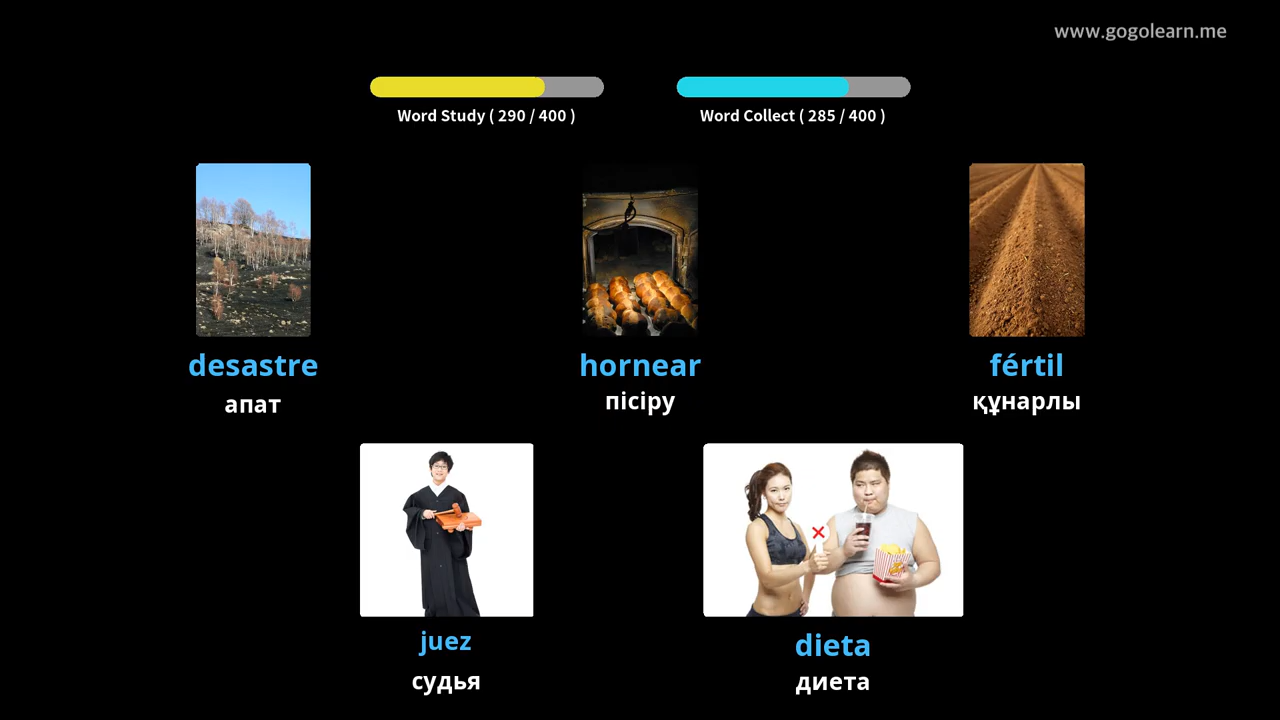 www.gogolearn.me
Word Study ( 290 / 400 )
Word Collect ( 285 / 400 )
desastre
апат
hornear
пісіру
fértil
құнарлы
juez
судья
dieta
диета